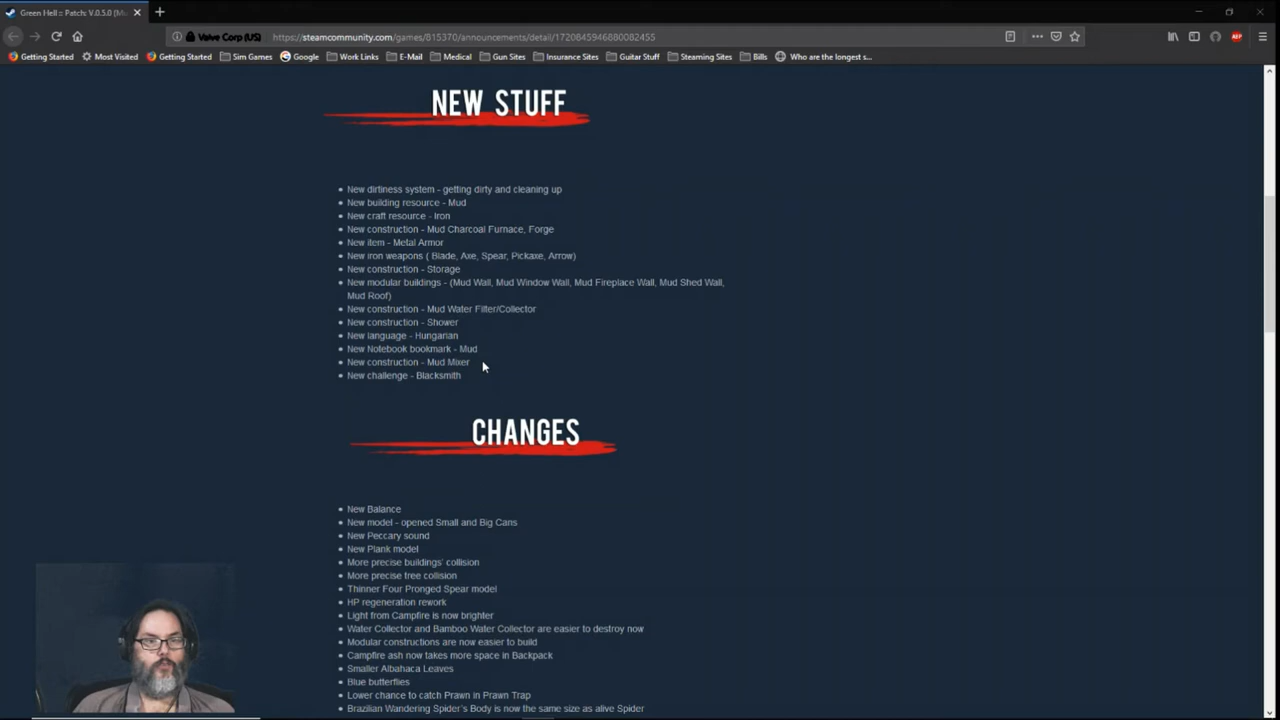 Green Hell :: Patch: V.0.5.0 (M
Valve Corp (US) https://steamcommunity.com/games/815370/announcements/detail/1720845946880082455
Getting Started Most Visited Getting Started Sim Games Google Work Links E-Mail Medical Gun Sites Insurance Sites Guitar Stuff Steaming Sites Bills Who are the longest s...
NEW STUFF
New dirtiness system - getting dirty and cleaning up
New building resource - Mud
New craft resource - Iron
New construction - Mud Charcoal Furnace, Forge
New item - Metal Armor
New iron weapons ( Blade, Axe, Spear, Pickaxe, Arrow)
New construction - Storage
New modular buildings - (Mud Wall, Mud Window Wall, Mud Fireplace Wall, Mud Shed Wall,
Mud Roof)
New construction - Mud Water Filter/Collector
New construction - Shower
New language - Hungarian
New Notebook bookmark - Mud
New construction - Mud Mixer
New challenge - Blacksmith
CHANGES
New Balance
New model - opened Small and Big Cans
New Peccary sound
New Plank model
More precise buildings' collision
More precise tree collision
Thinner Four Pronged Spear model
HP regeneration rework
Light from Campfire is now brighter
Water Collector and Bamboo Water Collector are easier to destroy now
Modular constructions are now easier to build
Campfire ash now takes more space in Backpack
Smaller Albahaca Leaves
Blue butterflies
Lower chance to catch Prawn in Prawn Trap
Brazilian Wandering Spider's Body is now the same size as alive Spider